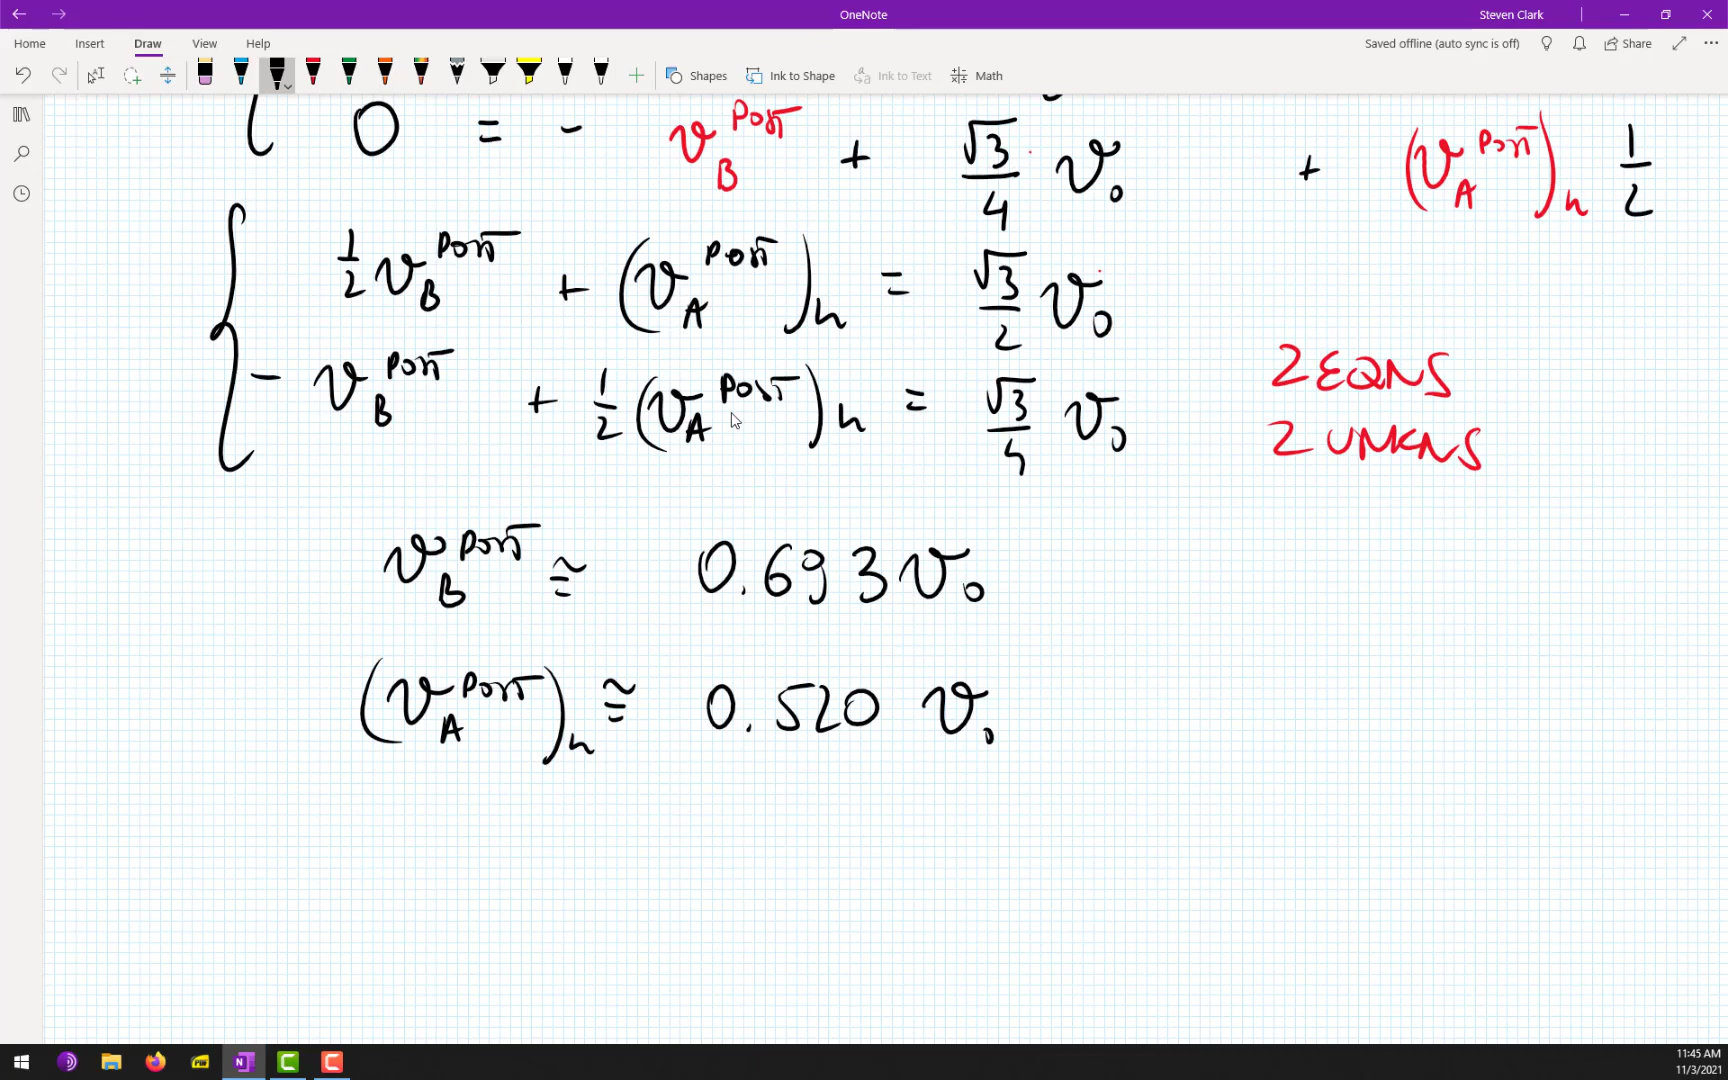 OneNote
Steven Clark
Home Insert Draw View Help
Saved offline (auto sync is off)
Share
Shapes Ink to Shape Ink to Text Math
0 = - v_B^Post + √3/4 v_0 + (v_A^Post)_n 1/2
1/2 v_B^Post + (v_A^Post)_n = √3/2 v_0
- v_B^Post + 1/2 (v_A^Post)_n = √3/4 v_0
2 EQNS
2 UNKNS
v_B^Post ≅ 0.693 v_0
(v_A^Post)_n ≅ 0.520 v_0
11:45 AM
11/3/2021